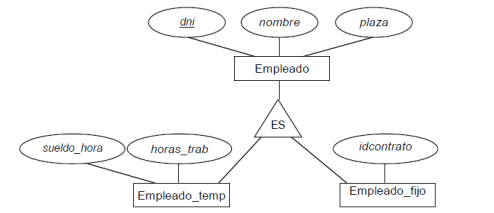 dni
nombre
plaza
Empleado
ES
sueldo_hora
horas_trab
idcontrato
Empleado_temp
Empleado_fijo